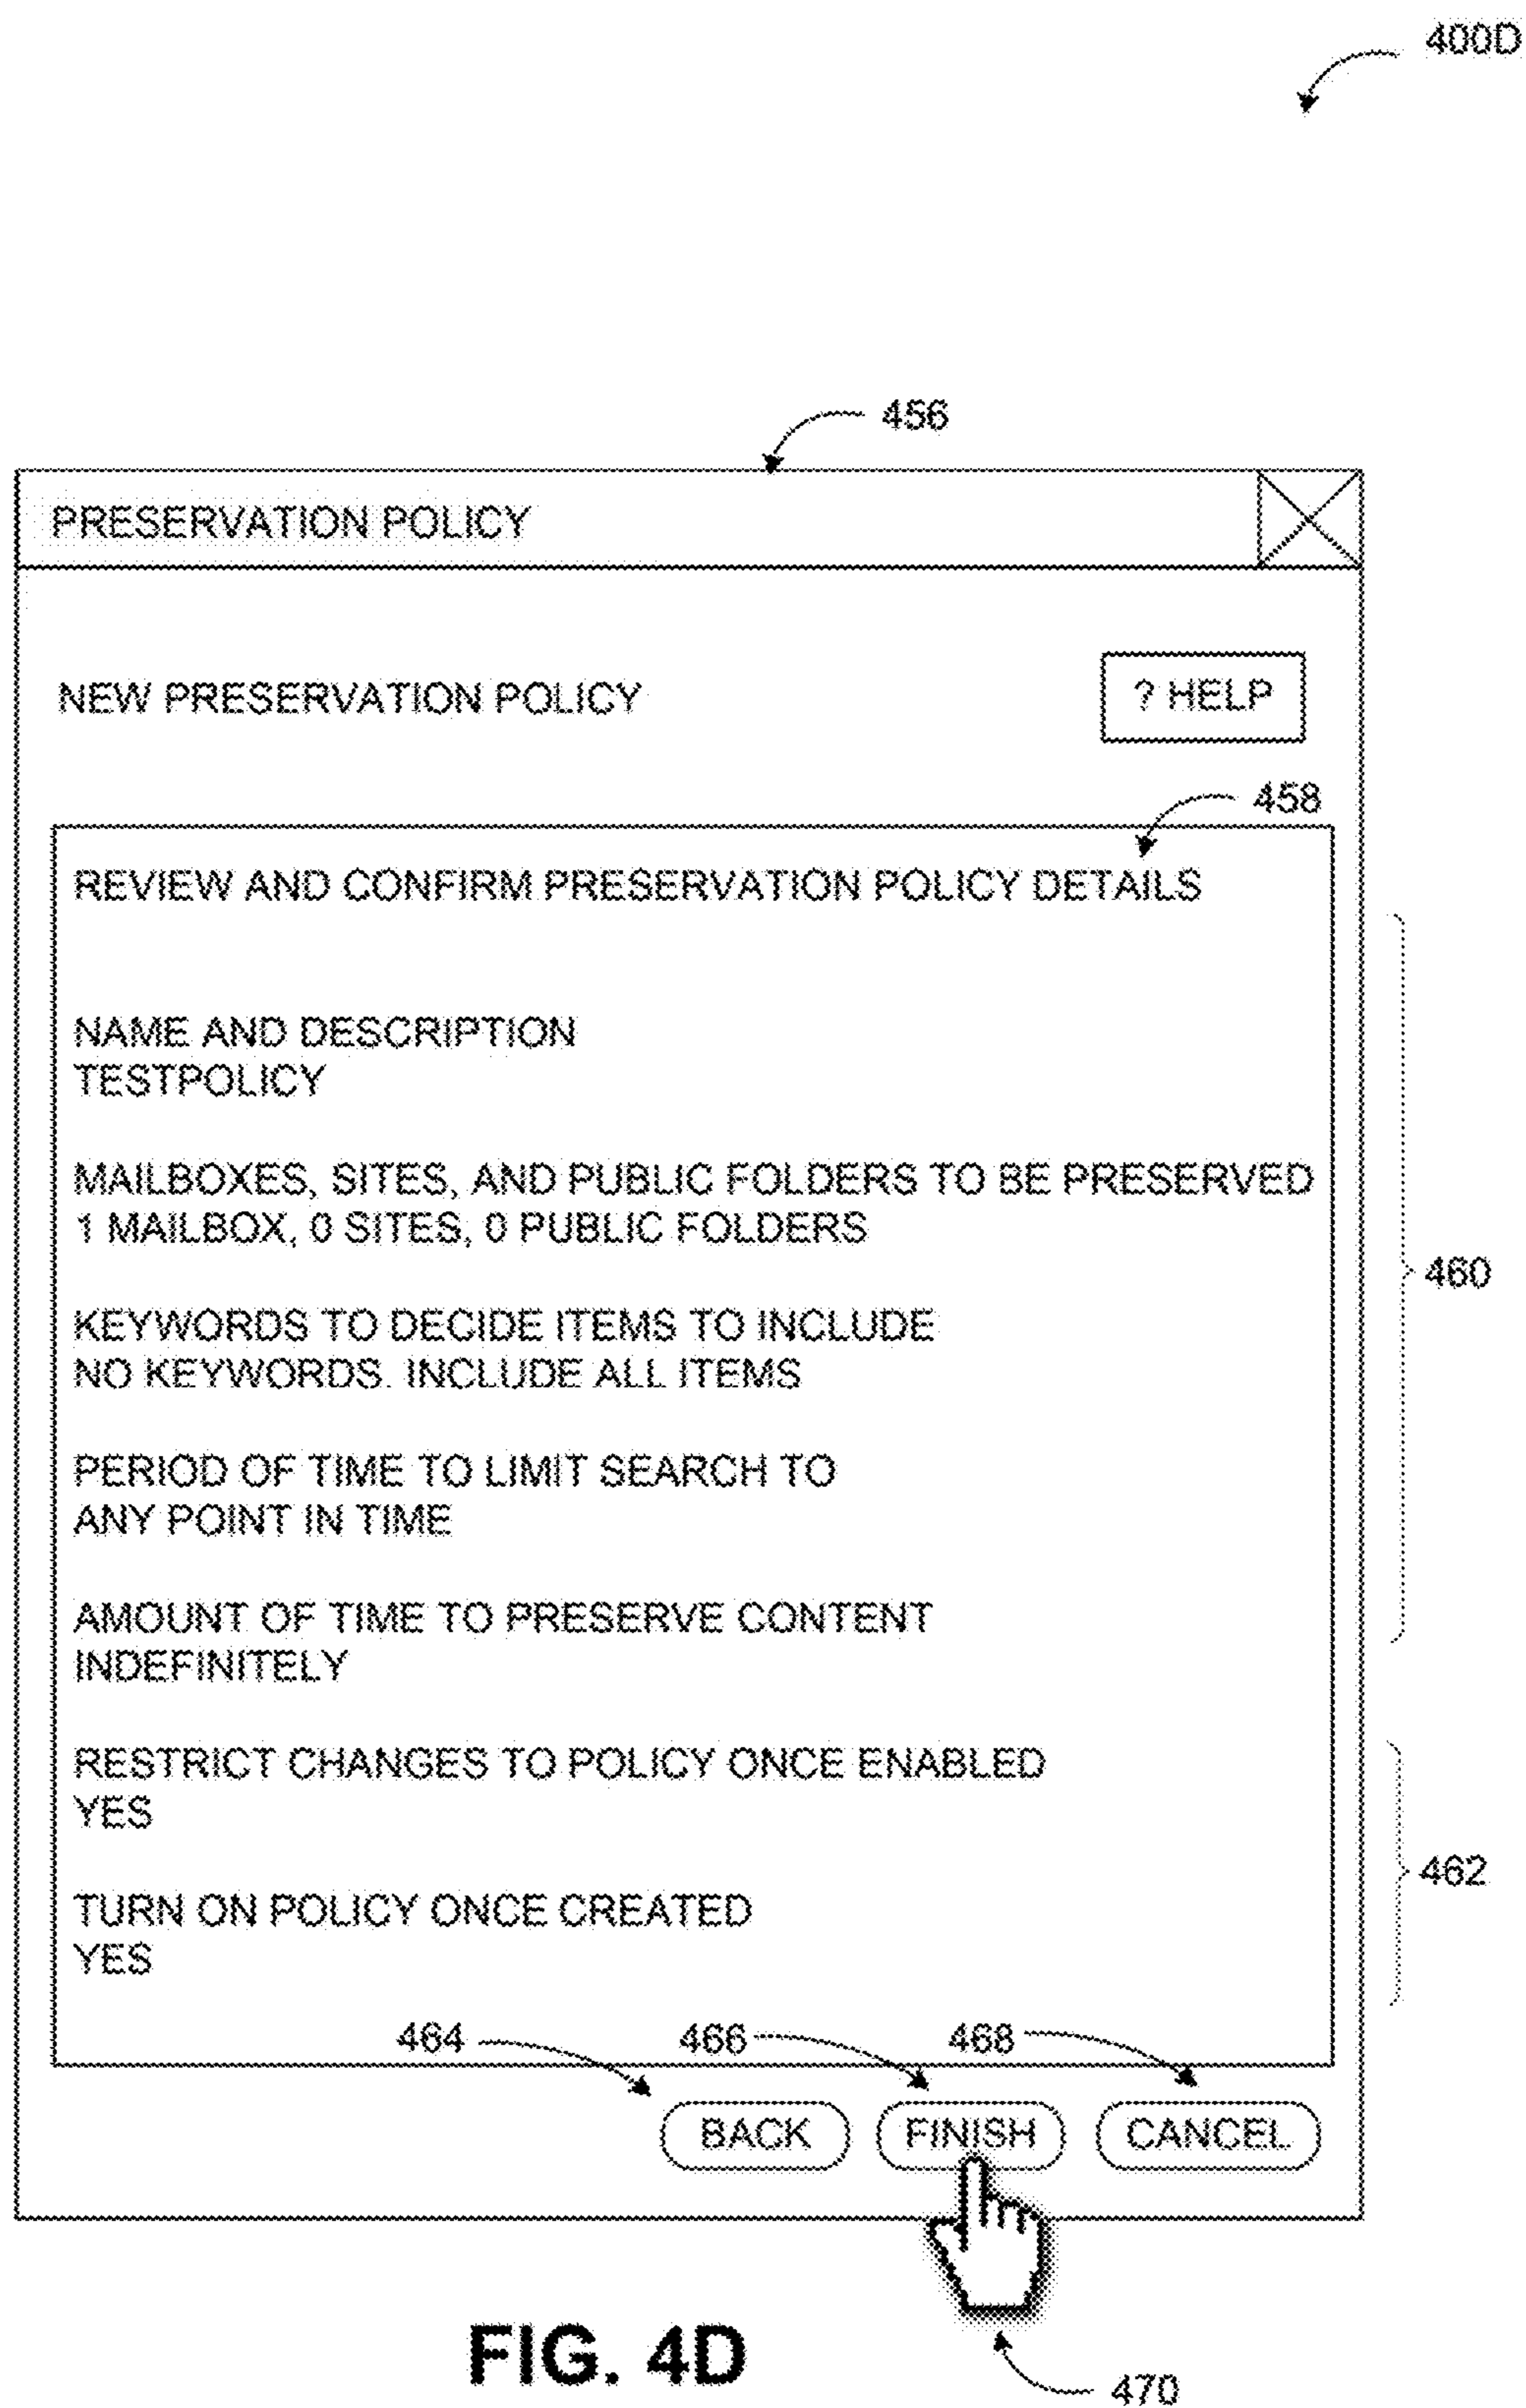 400D
456
PRESERVATION POLICY
NEW PRESERVATION POLICY
? HELP
458
REVIEW AND CONFIRM PRESERVATION POLICY DETAILS
NAME AND DESCRIPTION
TESTPOLICY
MAILBOXES, SITES, AND PUBLIC FOLDERS TO BE PRESERVED
1 MAILBOX, 0 SITES, 0 PUBLIC FOLDERS
460
KEYWORDS TO DECIDE ITEMS TO INCLUDE
NO KEYWORDS. INCLUDE ALL ITEMS
PERIOD OF TIME TO LIMIT SEARCH TO
ANY POINT IN TIME
AMOUNT OF TIME TO PRESERVE CONTENT
INDEFINITELY
RESTRICT CHANGES TO POLICY ONCE ENABLED
YES
462
TURN ON POLICY ONCE CREATED
YES
464 466 468
BACK FINISH CANCEL
FIG. 4D
470